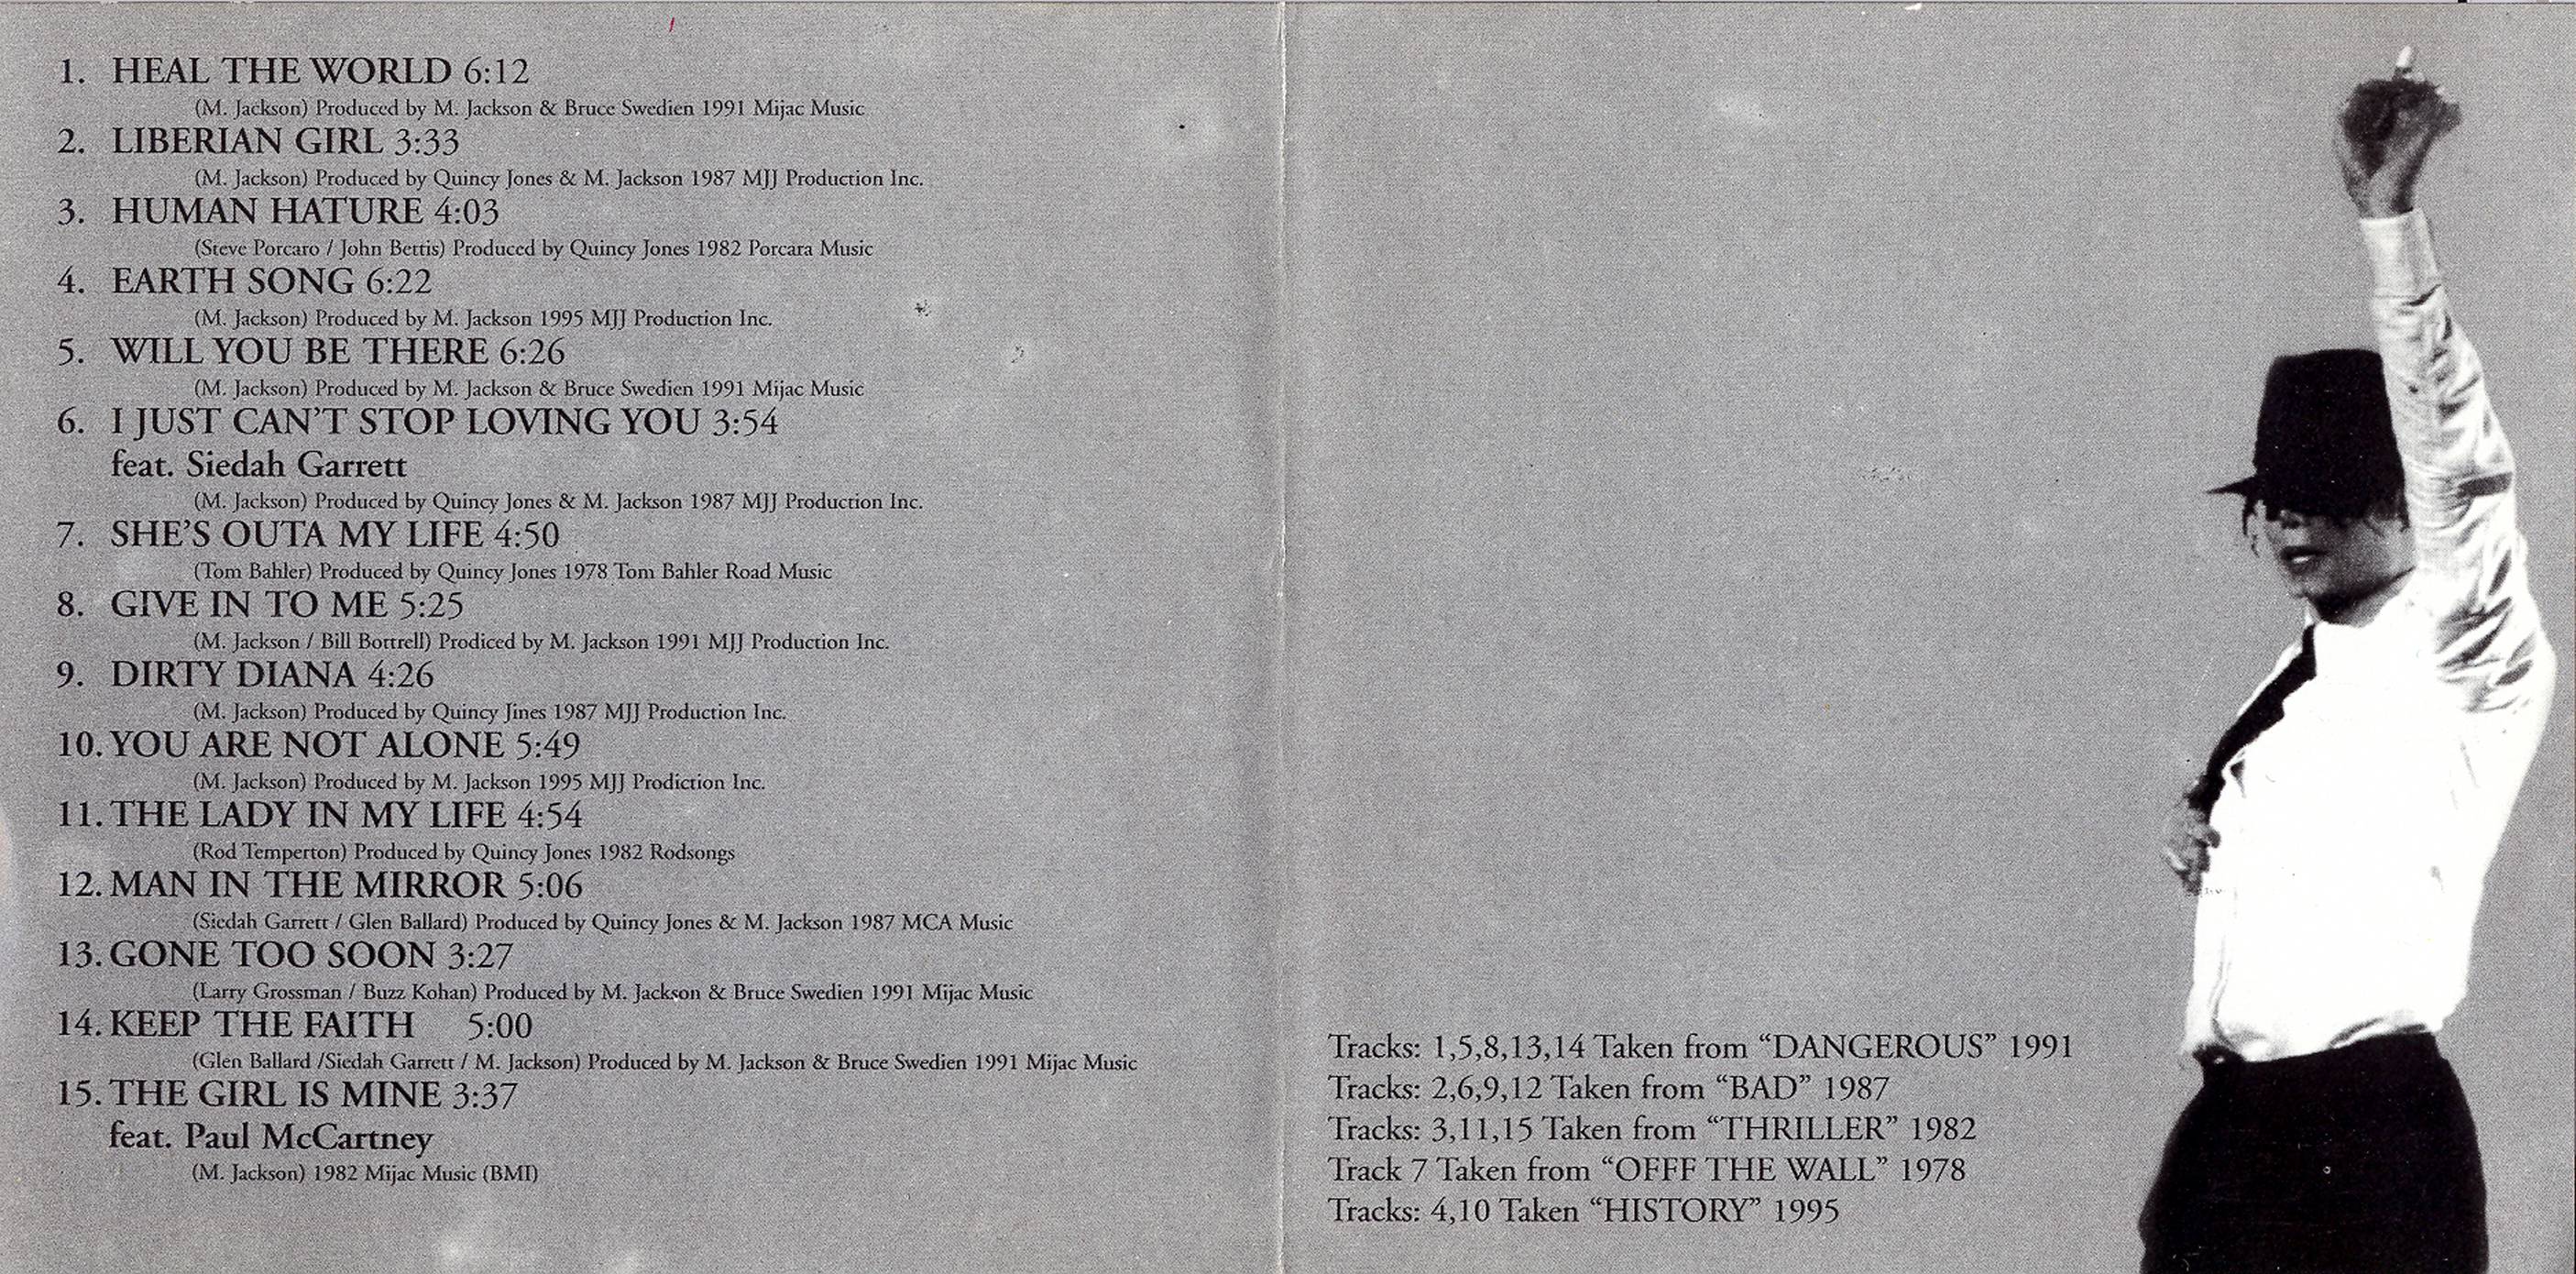 1. HEAL THE WORLD 6:12
(M. Jackson) Produced by M. Jackson & Bruce Swedien 1991 Mijac Music
2. LIBERIAN GIRL 3:33
(M. Jackson) Produced by Quincy Jones & M. Jackson 1987 MJJ Production Inc.
3. HUMAN HATURE 4:03
(Steve Porcaro / John Bettis) Produced by Quincy Jones 1982 Porcara Music
4. EARTH SONG 6:22
(M. Jackson) Produced by M. Jackson 1995 MJJ Production Inc.
5. WILL YOU BE THERE 6:26
(M. Jackson) Produced by M. Jackson & Bruce Swedien 1991 Mijac Music
6. I JUST CAN'T STOP LOVING YOU 3:54
feat. Siedah Garrett
(M. Jackson) Produced by Quincy Jones & M. Jackson 1987 MJJ Production Inc.
7. SHE'S OUTA MY LIFE 4:50
(Tom Bahler) Produced by Quincy Jones 1978 Tom Bahler Road Music
8. GIVE IN TO ME 5:25
(M. Jackson / Bill Bottrell) Prodiced by M. Jackson 1991 MJJ Production Inc.
9. DIRTY DIANA 4:26
(M. Jackson) Produced by Quincy Jines 1987 MJJ Production Inc.
10. YOU ARE NOT ALONE 5:49
(M. Jackson) Produced by M. Jackson 1995 MJJ Prodiction Inc.
11. THE LADY IN MY LIFE 4:54
(Rod Temperton) Produced by Quincy Jones 1982 Rodsongs
12. MAN IN THE MIRROR 5:06
(Siedah Garrett / Glen Ballard) Produced by Quincy Jones & M. Jackson 1987 MCA Music
13. GONE TOO SOON 3:27
(Larry Grossman / Buzz Kohan) Produced by M. Jackson & Bruce Swedien 1991 Mijac Music
14. KEEP THE FAITH 5:00
(Glen Ballard /Siedah Garrett / M. Jackson) Produced by M. Jackson & Bruce Swedien 1991 Mijac Music
15. THE GIRL IS MINE 3:37
feat. Paul McCartney
(M. Jackson) 1982 Mijac Music (BMI)
Tracks: 1,5,8,13,14 Taken from “DANGEROUS” 1991
Tracks: 2,6,9,12 Taken from “BAD” 1987
Tracks: 3,11,15 Taken from “THRILLER” 1982
Track 7 Taken from “OFFF THE WALL” 1978
Tracks: 4,10 Taken “HISTORY” 1995